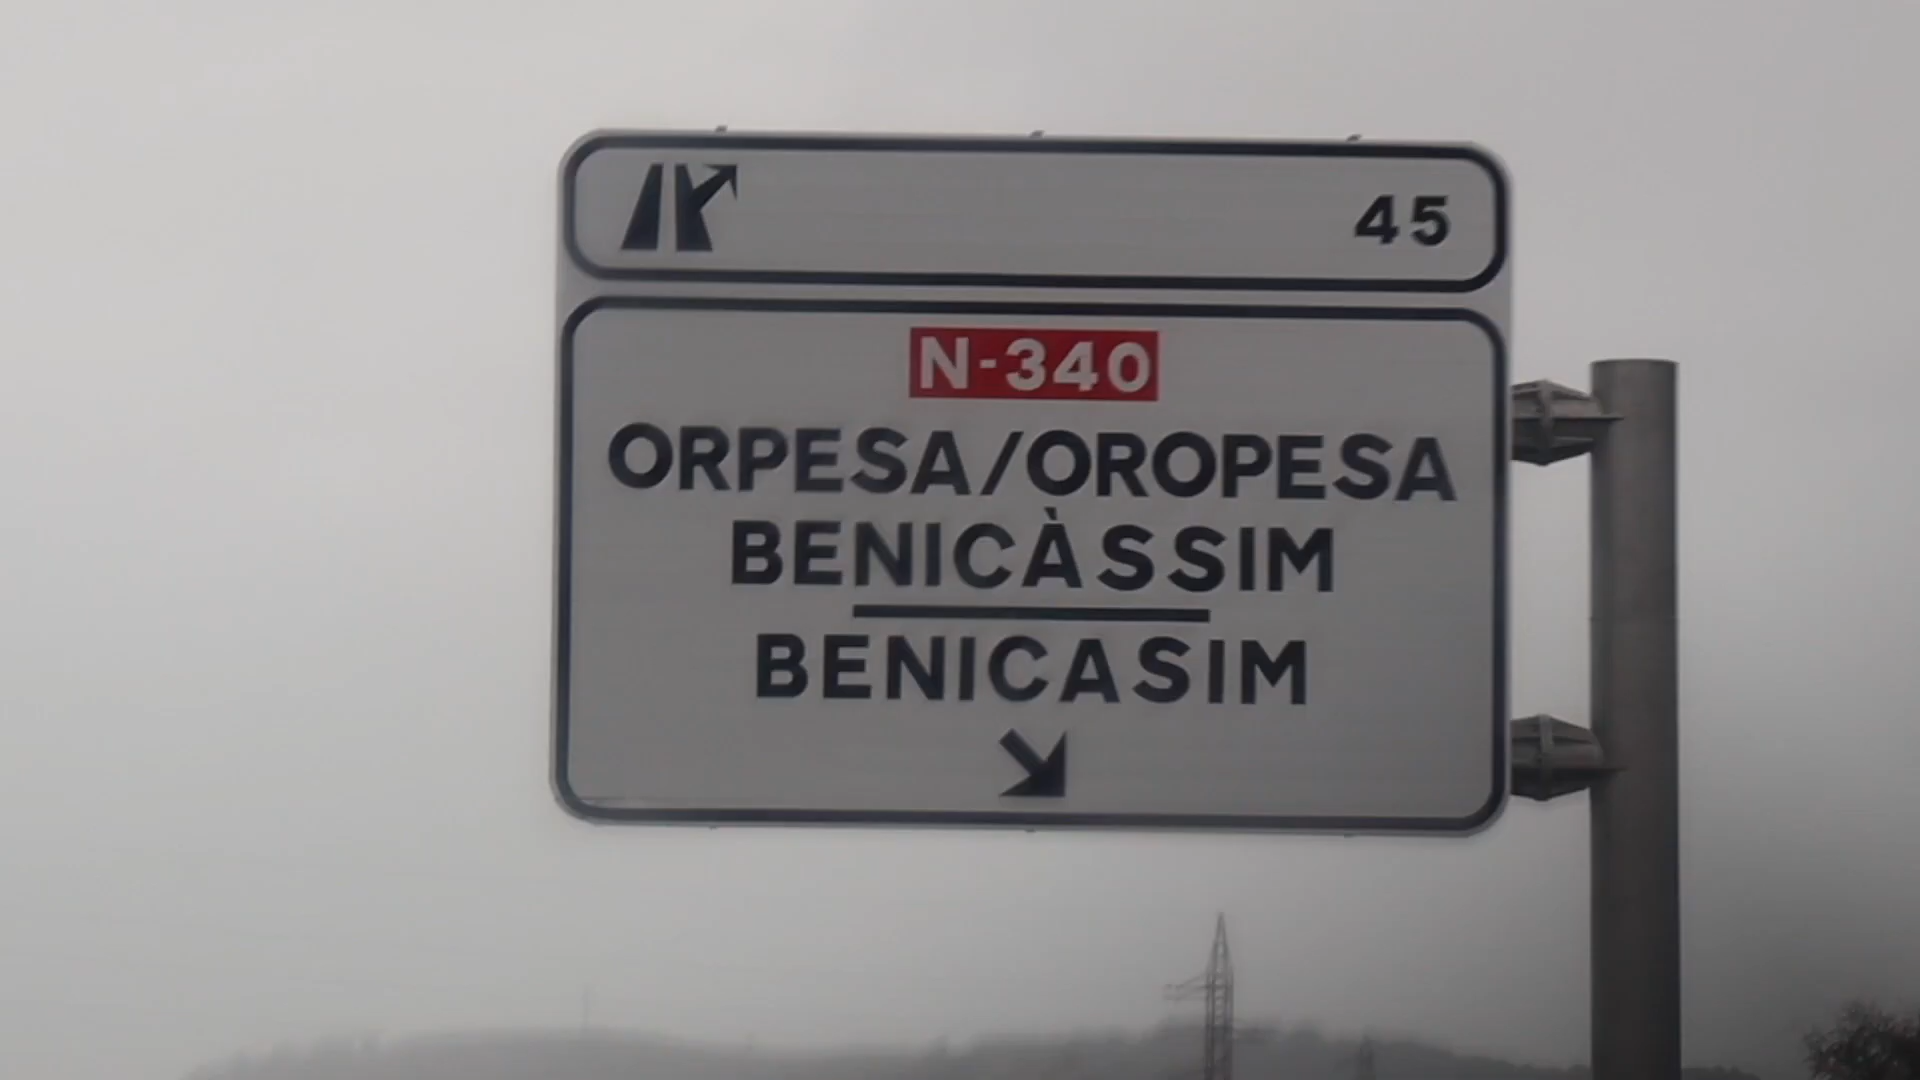 45
N-340
ORPESA/OROPESA
BENICÀSSIM
BENICASIM